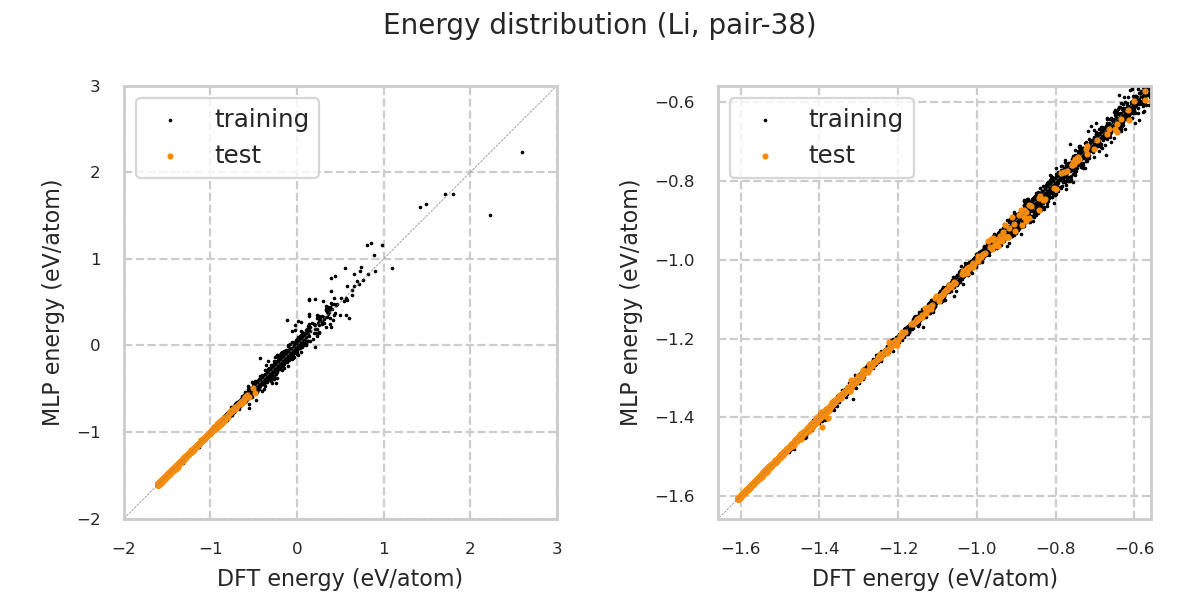 Energy distribution (Li, pair-38)
training
test
3
2
1
0
−1
−2
MLP energy (eV/atom)
−2
−1
0
1
2
3
DFT energy (eV/atom)
training
test
−0.6
−0.8
−1.0
−1.2
−1.4
−1.6
MLP energy (eV/atom)
−1.6
−1.4
−1.2
−1.0
−0.8
−0.6
DFT energy (eV/atom)